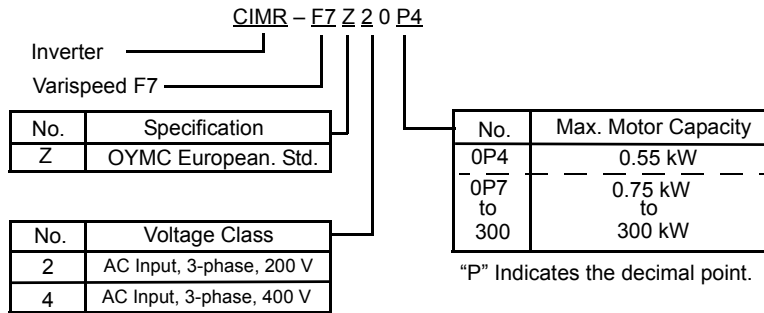 CIMR – F7 Z 2 0 P4
Inverter
Varispeed F7
No. Specification
Z OYMC European. Std.
No. Voltage Class
2 AC Input, 3-phase, 200 V
4 AC Input, 3-phase, 400 V
No. Max. Motor Capacity
0P4 0.55 kW
0P7 0.75 kW
to to
300 300 kW
“P” Indicates the decimal point.